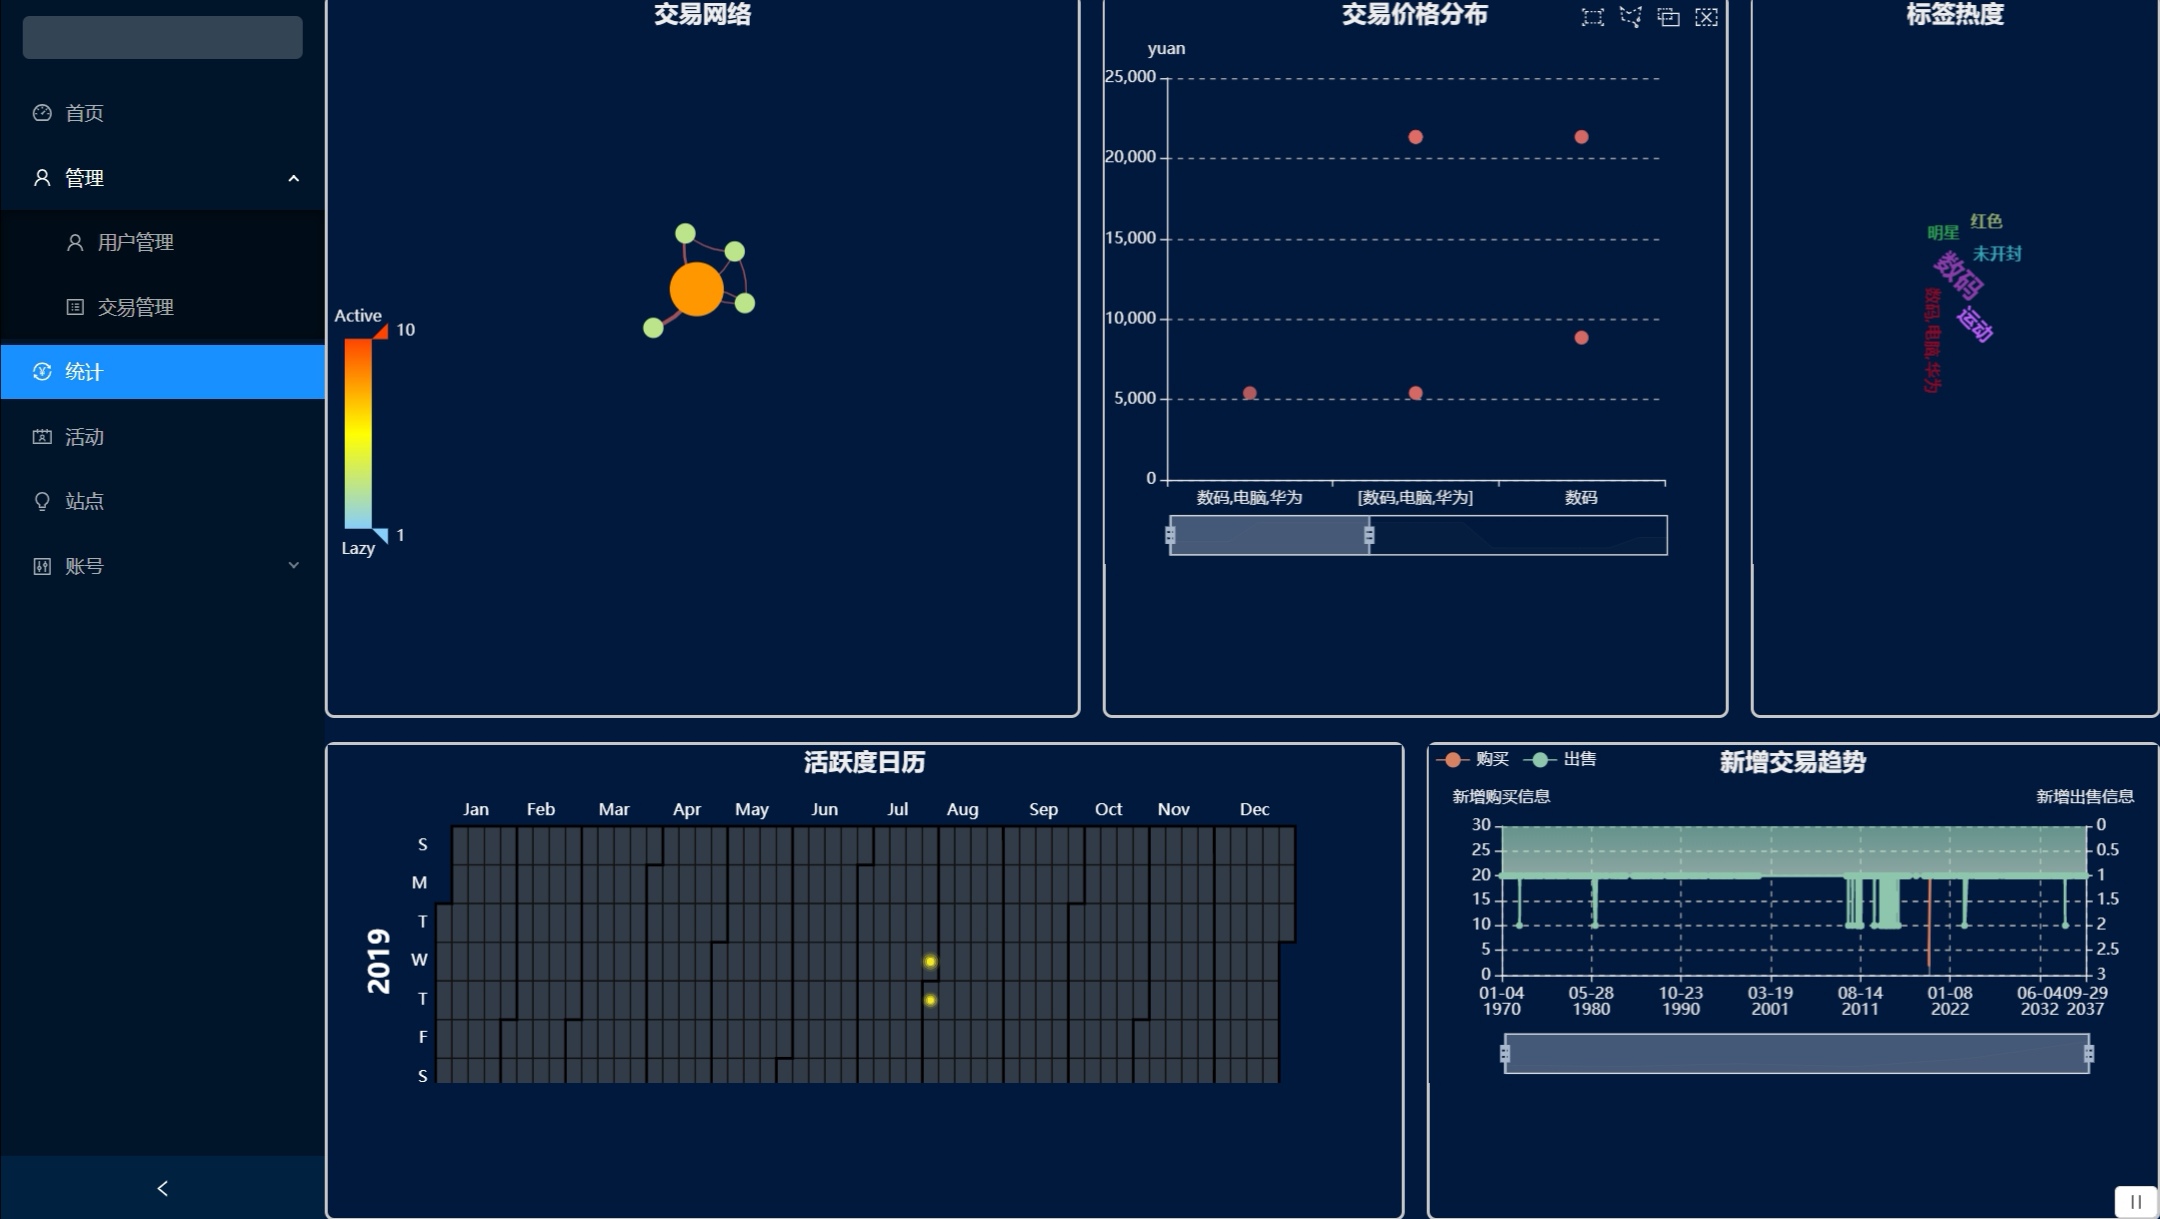 首页
管理
用户管理
交易管理
统计
活动
站点
账号
交易网络
Active
10
1
Lazy
交易价格分布
yuan
25,000
20,000
15,000
10,000
5,000
0
数码,电脑,华为
[数码,电脑,华为]
数码
标签热度
明星
红色
未开封
数码
运动
数码,电脑,华为
活跃度日历
Jan Feb Mar Apr May Jun Jul Aug Sep Oct Nov Dec
2019
S
M
T
W
T
F
S
购买 出售
新增交易趋势
新增购买信息
新增出售信息
30
25
20
15
10
5
0
0
0.5
1
1.5
2
2.5
3
01-04 05-28 10-23 03-19 08-14 01-08 06-04 09-29
1970 1980 1990 2001 2011 2022 2032 2037